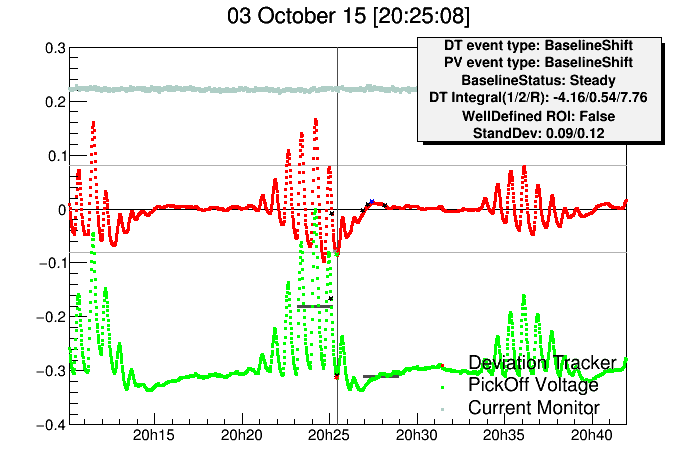 03 October 15 [20:25:08]
DT event type: BaselineShift
PV event type: BaselineShift
BaselineStatus: Steady
DT Integral(1/2/R): -4.16/0.54/7.76
WellDefined ROI: False
StandDev: 0.09/0.12
0.3
0.2
0.1
0
−0.1
−0.2
−0.3
−0.4
Deviation Tracker
PickOff Voltage
Current Monitor
20h15 20h20 20h25 20h30 20h35 20h40